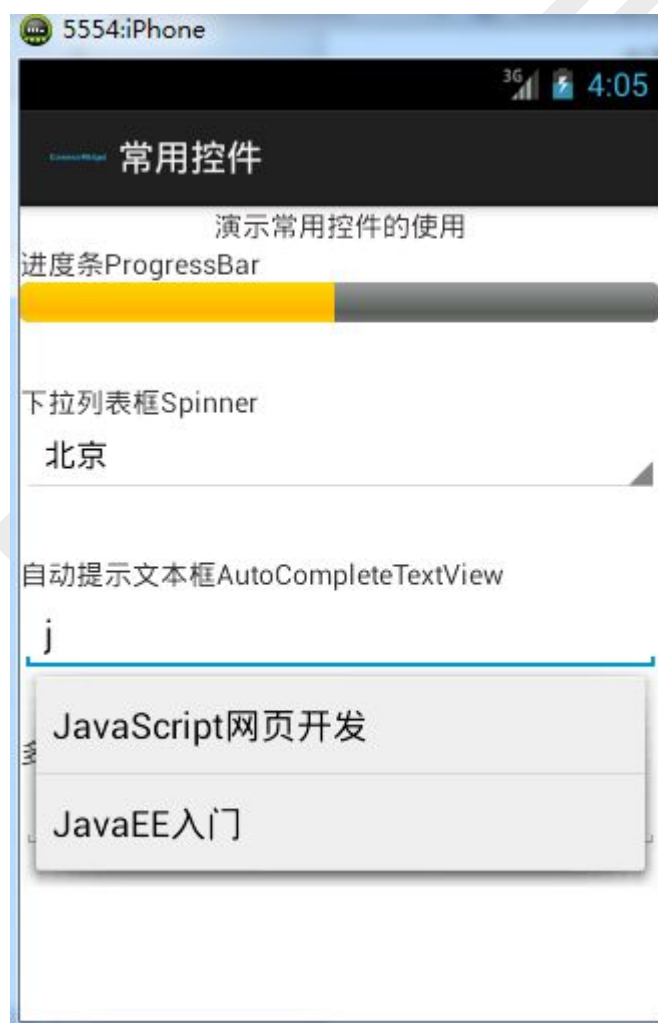 5554:iPhone
3G 4:05
常用控件
演示常用控件的使用
进度条ProgressBar
下拉列表框Spinner
北京
自动提示文本框AutoCompleteTextView
j
JavaScript网页开发
JavaEE入门